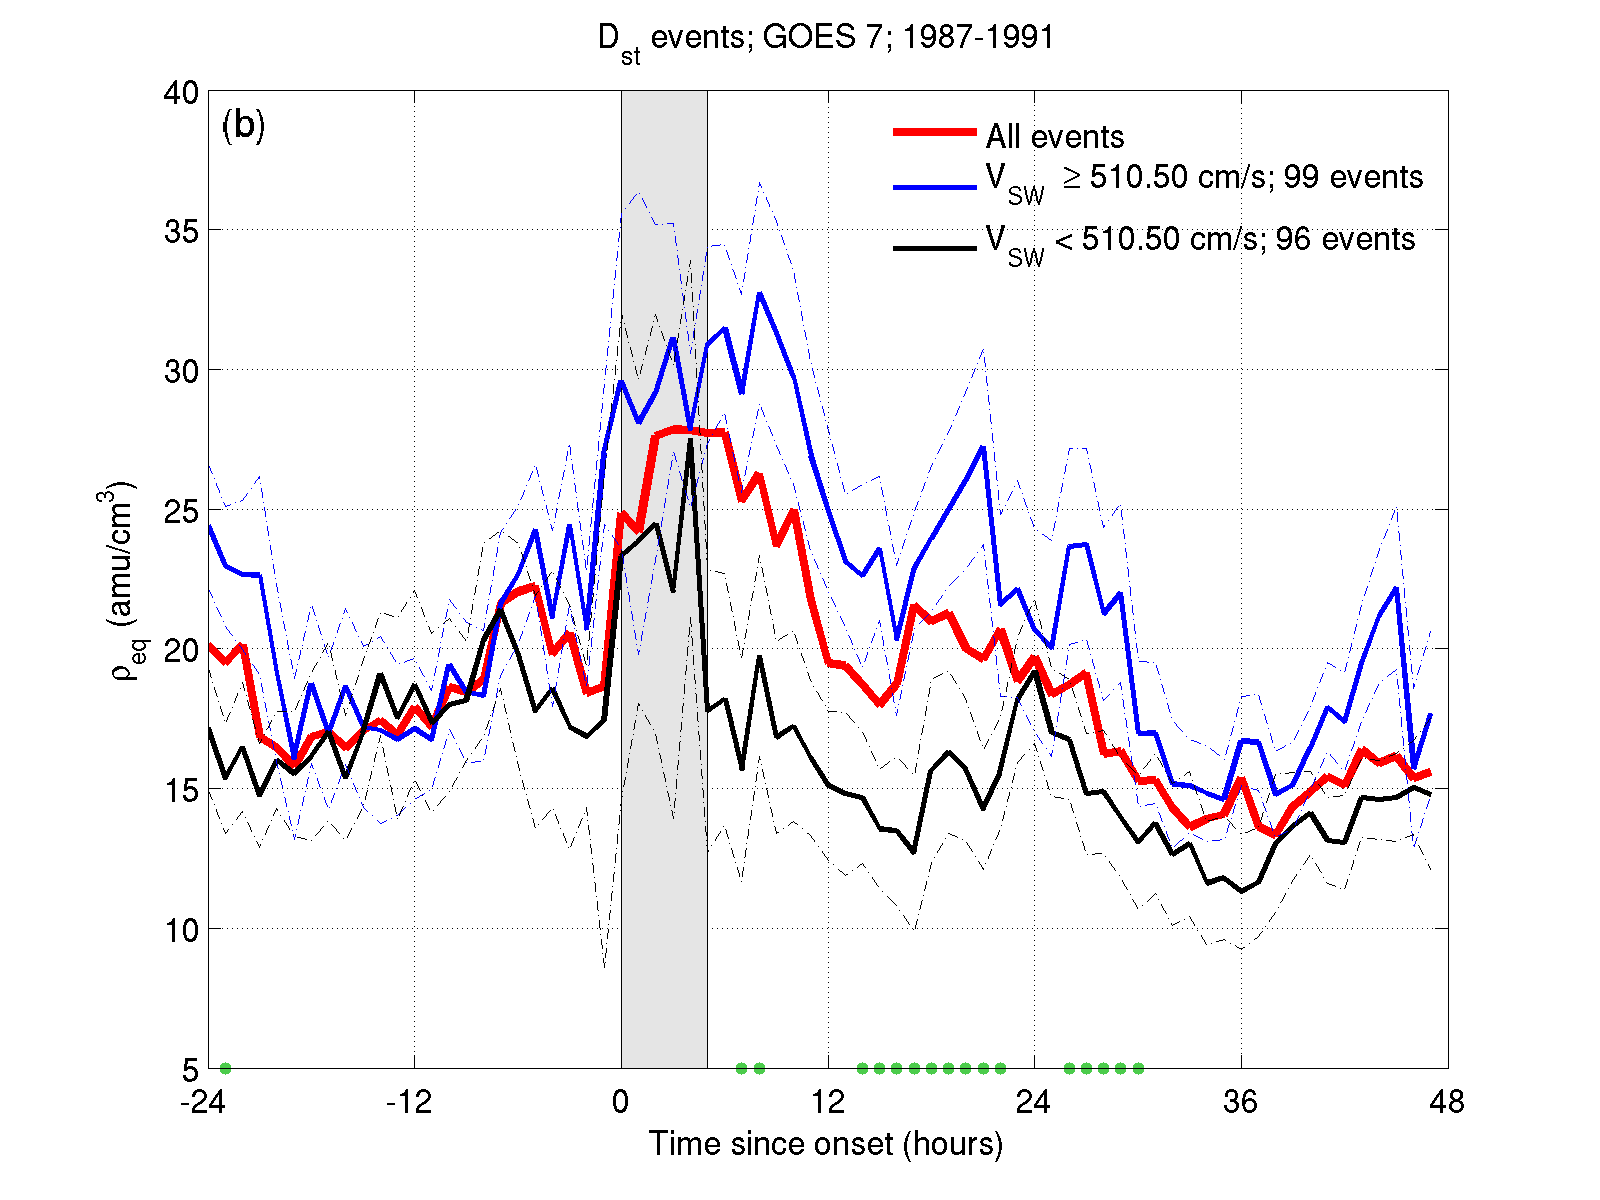 Dst events; GOES 7; 1987-1991
(b)
All events
VSW ≥ 510.50 cm/s; 99 events
VSW < 510.50 cm/s; 96 events
40
35
30
25
20
15
10
5
ρeq (amu/cm3)
-24 -12 0 12 24 36 48
Time since onset (hours)